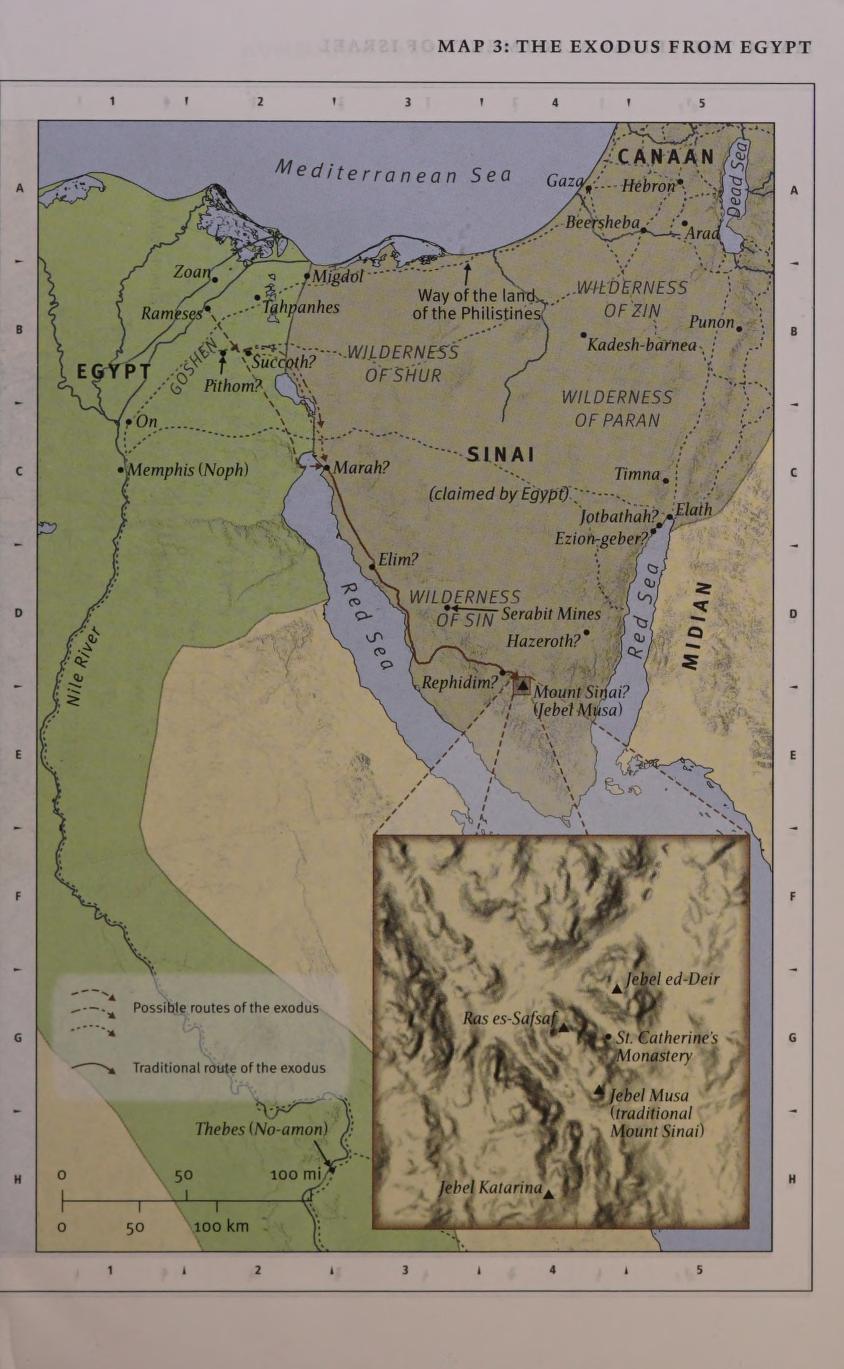 MAP 3: THE EXODUS FROM EGYPT
1 2 3 4 5
A
A
B
B
C
C
D
D
E
E
F
F
G
G
H
H
Mediterranean Sea
CANAAN
Gaza
Hebron
Dead Sea
Beersheba
Arad
Zoan
Migdol
Tahpanhes
Rameses
Way of the land
of the Philistines
WILDERNESS
OF ZIN
Punon
Kadesh-barnea
EGYPT
GOSHEN
Succoth?
Pithom?
WILDERNESS
OF SHUR
WILDERNESS
OF PARAN
On
Memphis (Noph)
Marah?
SINAI
(claimed by Egypt)
Timna
Jotbathah?
Elath
Ezion-geber?
Elim?
Red Sea
WILDERNESS
OF SIN
Serabit Mines
Hazeroth?
Red Sea
MIDIAN
Nile River
Rephidim?
Mount Sinai?
(Jebel Musa)
Jebel ed-Deir
Ras es-Safsaf
St. Catherine's
Monastery
Jebel Musa
(traditional
Mount Sinai)
Jebel Katarina
Possible routes of the exodus
Traditional route of the exodus
Thebes (No-amon)
0 50 100 mi
0 50 100 km
1 2 3 4 5